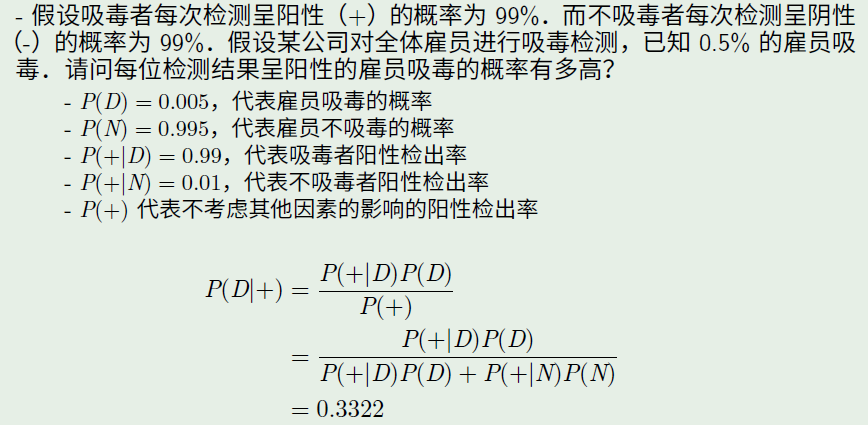 - 假设吸毒者每次检测呈阳性（+）的概率为 99%．而不吸毒者每次检测呈阴性
（-）的概率为 99%．假设某公司对全体雇员进行吸毒检测，已知 0.5% 的雇员吸
毒．请问每位检测结果呈阳性的雇员吸毒的概率有多高？
- P(D) = 0.005，代表雇员吸毒的概率
- P(N) = 0.995，代表雇员不吸毒的概率
- P(+|D) = 0.99，代表吸毒者阳性检出率
- P(+|N) = 0.01，代表不吸毒者阳性检出率
- P(+) 代表不考虑其他因素的影响的阳性检出率
P(D|+) = \frac{P(+|D)P(D)}{P(+)}
= \frac{P(+|D)P(D)}{P(+|D)P(D) + P(+|N)P(N)}
= 0.3322